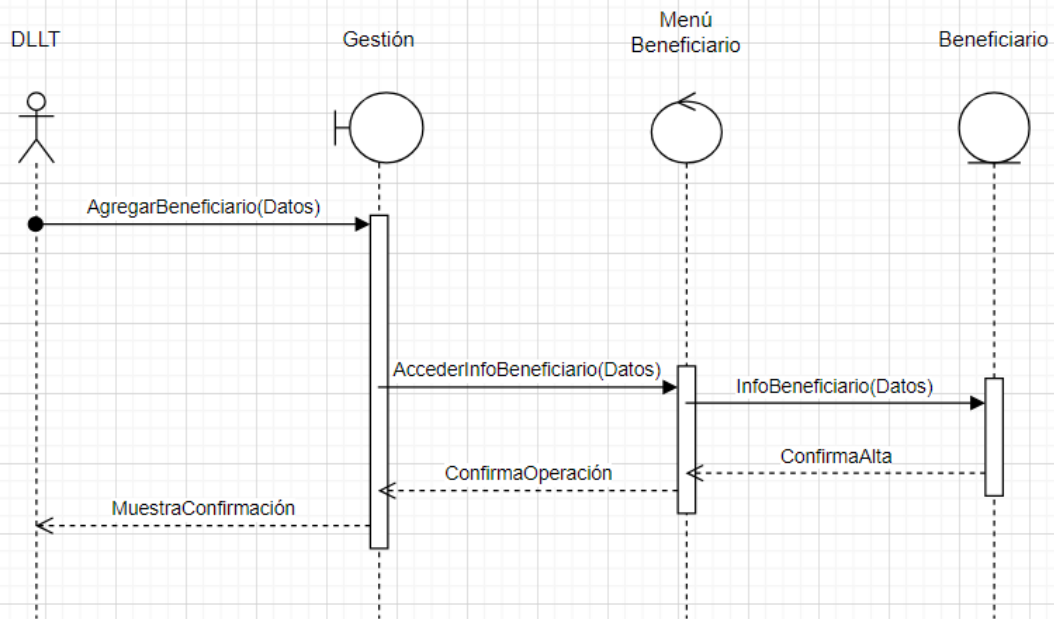 DLLT
Gestión
Menú
Beneficiario
Beneficiario
AgregarBeneficiario(Datos)
AccederInfoBeneficiario(Datos)
InfoBeneficiario(Datos)
ConfirmaAlta
ConfirmaOperación
MuestraConfirmación